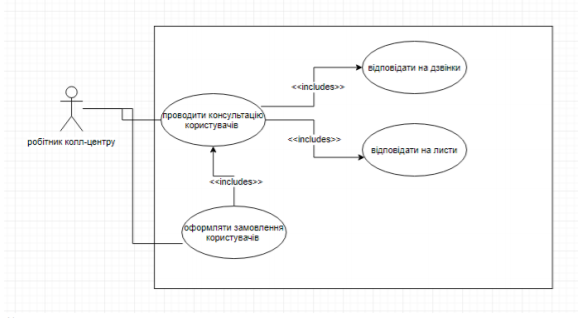 відповідати на дзвінки
<<includes>>
проводити консультацію
користувачів
робітник колл-центру
<<includes>>
відповідати на листи
<<includes>>
оформляти замовлення
користувачів